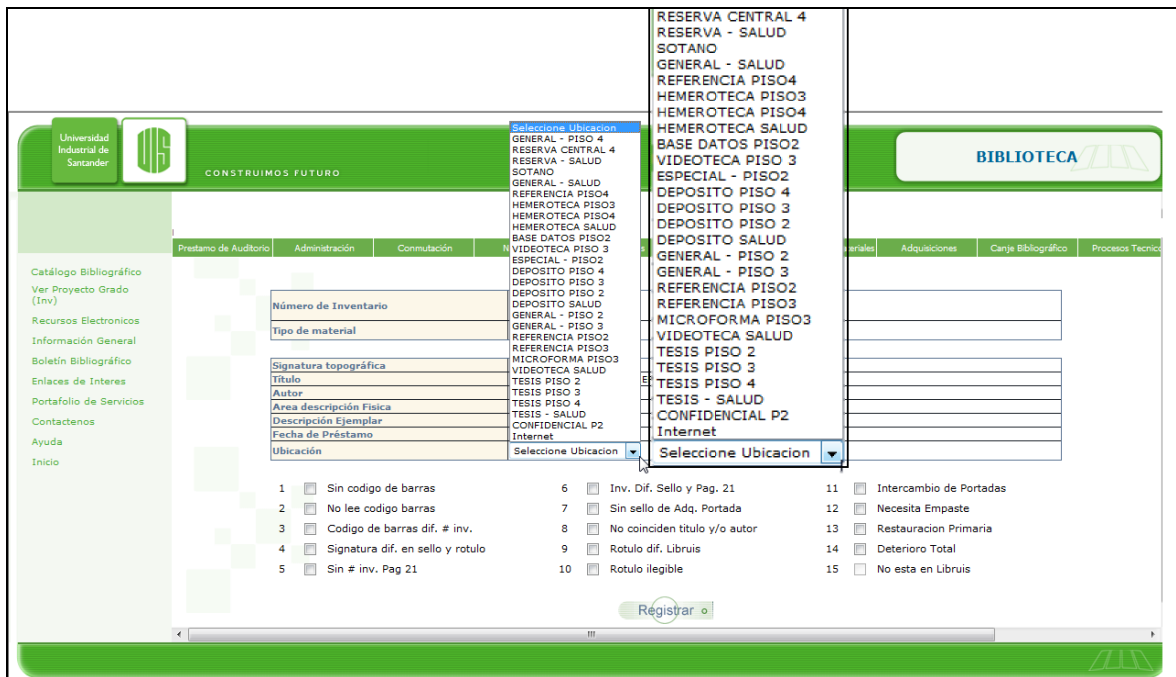 RESERVA CENTRAL 4
RESERVA - SALUD
SOTANO
GENERAL - SALUD
REFERENCIA PISO4
HEMEROTECA PISO3
HEMEROTECA PISO4
HEMEROTECA SALUD
BASE DATOS PISO2
VIDEOTECA PISO 3
ESPECIAL - PISO2
DEPOSITO PISO 4
DEPOSITO PISO 3
DEPOSITO PISO 2
DEPOSITO SALUD
GENERAL - PISO 2
GENERAL - PISO 3
REFERENCIA PISO2
REFERENCIA PISO3
MICROFORMA PISO3
VIDEOTECA SALUD
TESIS PISO 2
TESIS PISO 3
TESIS PISO 4
TESIS - SALUD
CONFIDENCIAL P2
Internet
Seleccione Ubicacion
Universidad
Industrial de
Santander
CONSTRUIMOS FUTURO
BIBLIOTECA
Seleccione Ubicacion
GENERAL - PISO 4
RESERVA CENTRAL 4
RESERVA - SALUD
SOTANO
GENERAL - SALUD
REFERENCIA PISO4
HEMEROTECA PISO3
HEMEROTECA PISO4
HEMEROTECA SALUD
BASE DATOS PISO2
VIDEOTECA PISO 3
ESPECIAL - PISO2
DEPOSITO PISO 4
DEPOSITO PISO 3
DEPOSITO PISO 2
DEPOSITO SALUD
GENERAL - PISO 2
GENERAL - PISO 3
REFERENCIA PISO2
REFERENCIA PISO3
MICROFORMA PISO3
VIDEOTECA SALUD
TESIS PISO 2
TESIS PISO 3
TESIS PISO 4
TESIS - SALUD
CONFIDENCIAL P2
Internet
Seleccione Ubicacion
Prestamo de Auditorio Administración Conmutación Adquisiciones Canje Bibliográfico Procesos Tecnico
Catálogo Bibliográfico
Ver Proyecto Grado
(Inv)
Recursos Electronicos
Información General
Boletín Bibliográfico
Enlaces de Interes
Portafolio de Servicios
Contactenos
Ayuda
Inicio
Número de Inventario
Tipo de material
Signatura topográfica
Título
Autor
Area descripción Fisica
Descripción Ejemplar
Fecha de Préstamo
Ubicación
1 Sin codigo de barras
2 No lee codigo barras
3 Codigo de barras dif. # inv.
4 Signatura dif. en sello y rotulo
5 Sin # inv. Pag 21
6 Inv. Dif. Sello y Pag. 21
7 Sin sello de Adq. Portada
8 No coinciden titulo y/o autor
9 Rotulo dif. Libruis
10 Rotulo ilegible
11 Intercambio de Portadas
12 Necesita Empaste
13 Restauracion Primaria
14 Deterioro Total
15 No esta en Libruis
Registrar